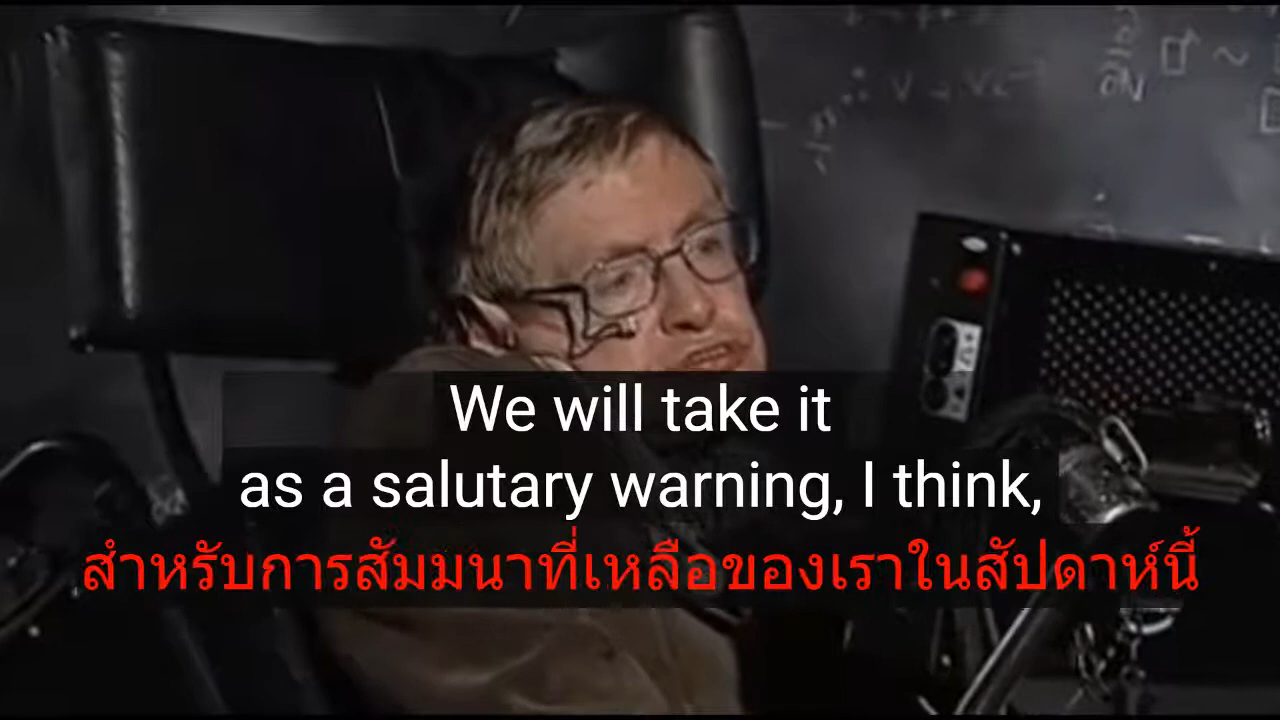 We will take it
as a salutary warning, I think,
สำหรับการสัมมนาที่เหลือของเราในสัปดาห์นี้